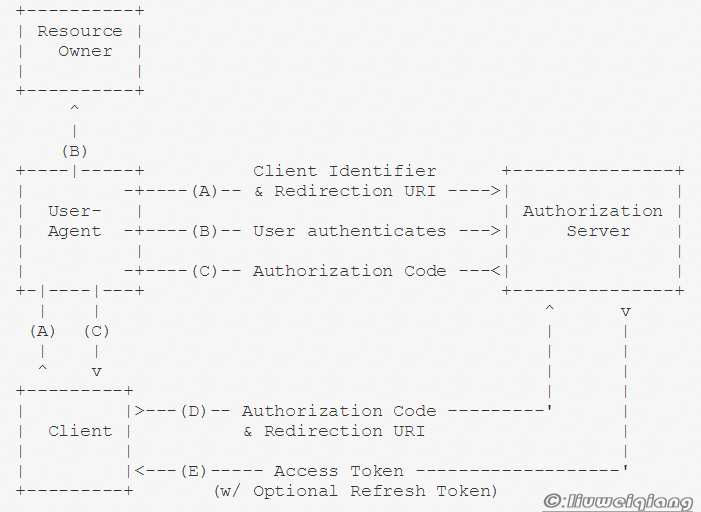 +----------+
| Resource |
|   Owner  |
|          |
+----------+
     ^
     |
    (B)
+----|-----+          Client Identifier      +---------------+
|         -+----(A)-- & Redirection URI ---->|               |
|  User-   |                                 | Authorization |
|  Agent  -+----(B)-- User authenticates --->|     Server    |
|          |                                 |               |
|         -+----(C)-- Authorization Code ---<|               |
+-|----|---+                                 +---------------+
  |    |                                         ^      v
 (A)  (C)                                        |      |
  |    |                                         |      |
  ^    v                                         |      |
+---------+                                      |      |
|         |>---(D)-- Authorization Code ---------'      |
|  Client |          & Redirection URI                  |
|         |                                             |
|         |<---(E)----- Access Token -------------------'
+---------+       (w/ Optional Refresh Token)
©:liuweiqiang